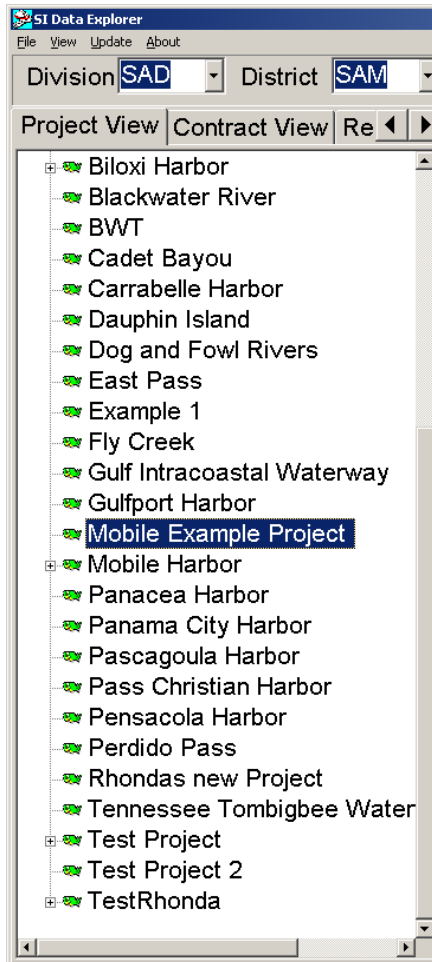 SI Data Explorer
File View Update About
Division SAD District SAM
Project View Contract View Re
Biloxi Harbor
Blackwater River
BWT
Cadet Bayou
Carrabelle Harbor
Dauphin Island
Dog and Fowl Rivers
East Pass
Example 1
Fly Creek
Gulf Intracoastal Waterway
Gulfport Harbor
Mobile Example Project
Mobile Harbor
Panacea Harbor
Panama City Harbor
Pascagoula Harbor
Pass Christian Harbor
Pensacola Harbor
Perdido Pass
Rhondas new Project
Tennessee Tombigbee Water
Test Project
Test Project 2
TestRhonda